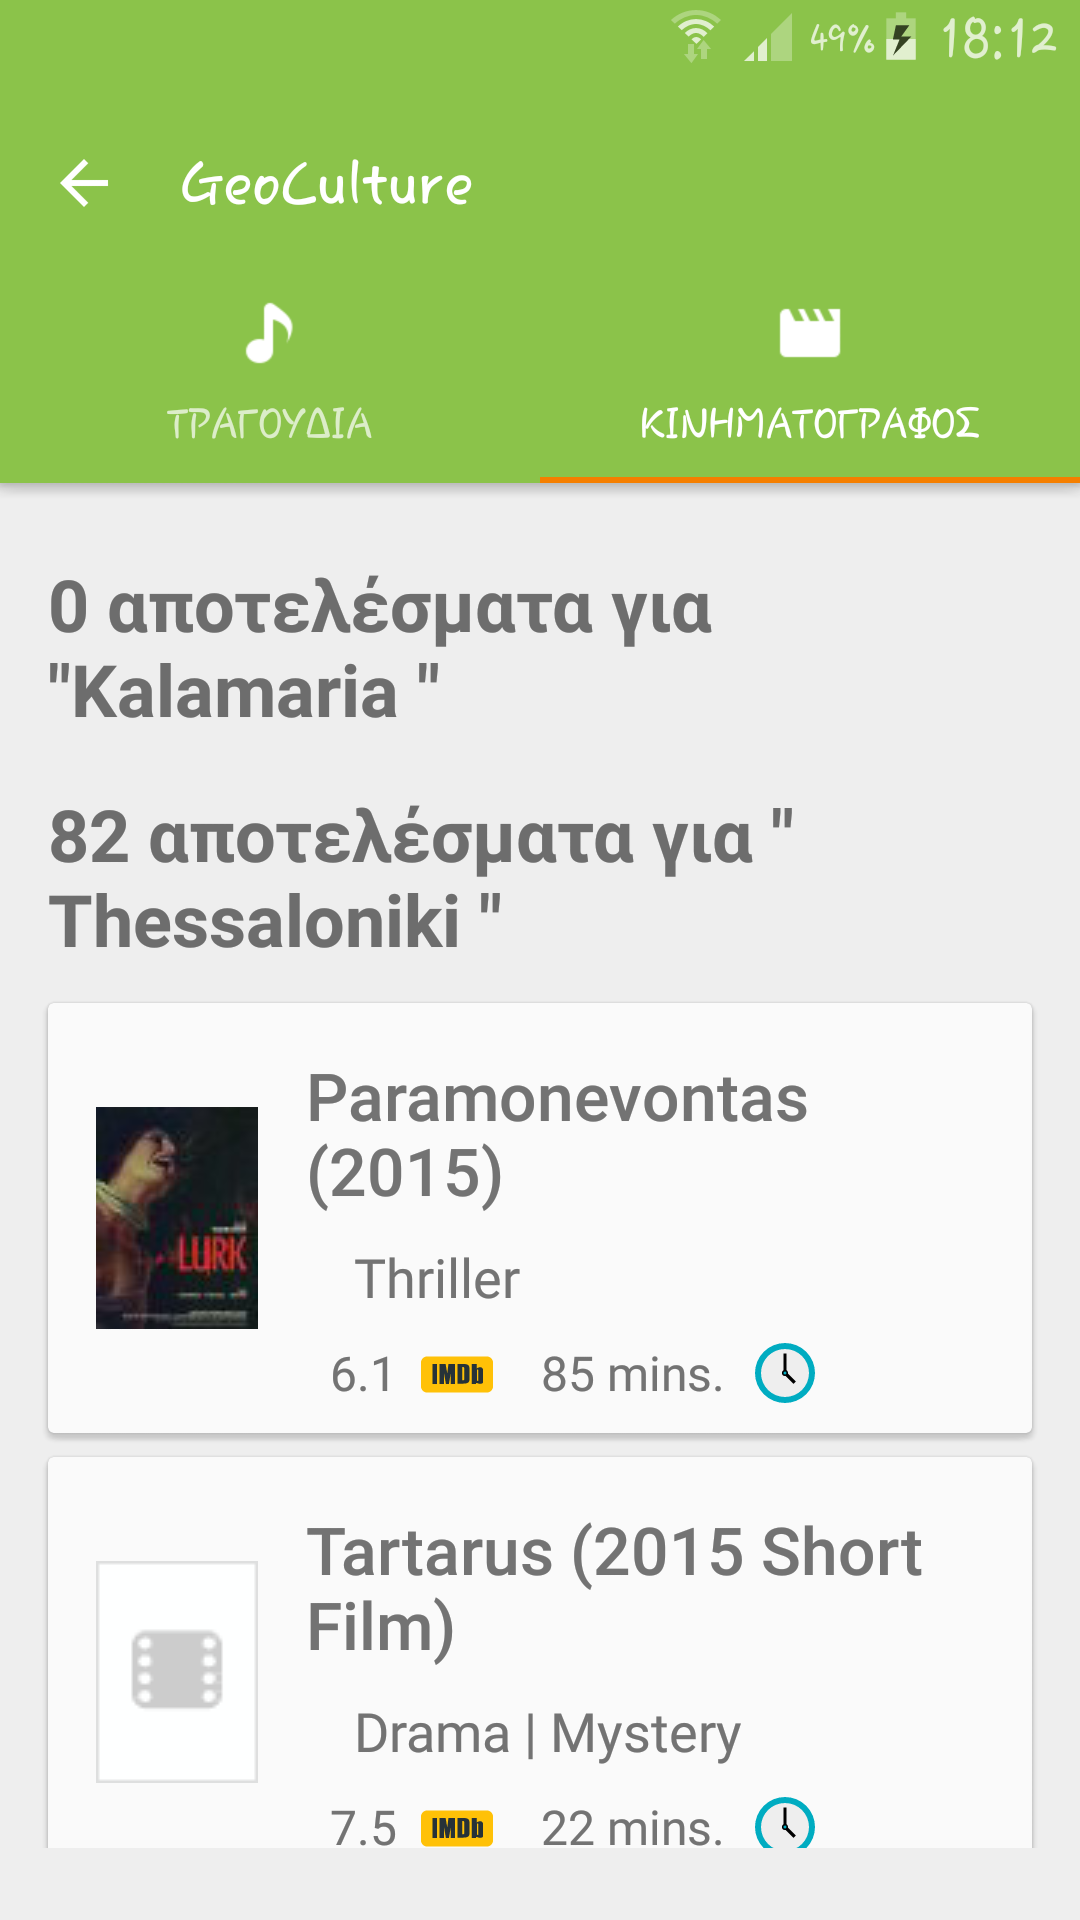 49% 18:12
GeoCulture
ΤΡΑΓΟΥΔΙΑ
ΚΙΝΗΜΑΤΟΓΡΑΦΟΣ
0 αποτελέσματα για
"Kalamaria "
82 αποτελέσματα για "
Thessaloniki "
Paramonevontas
(2015)
LURK
Thriller
6.1 IMDb 85 mins.
Tartarus (2015 Short
Film)
Drama | Mystery
7.5 IMDb 22 mins.